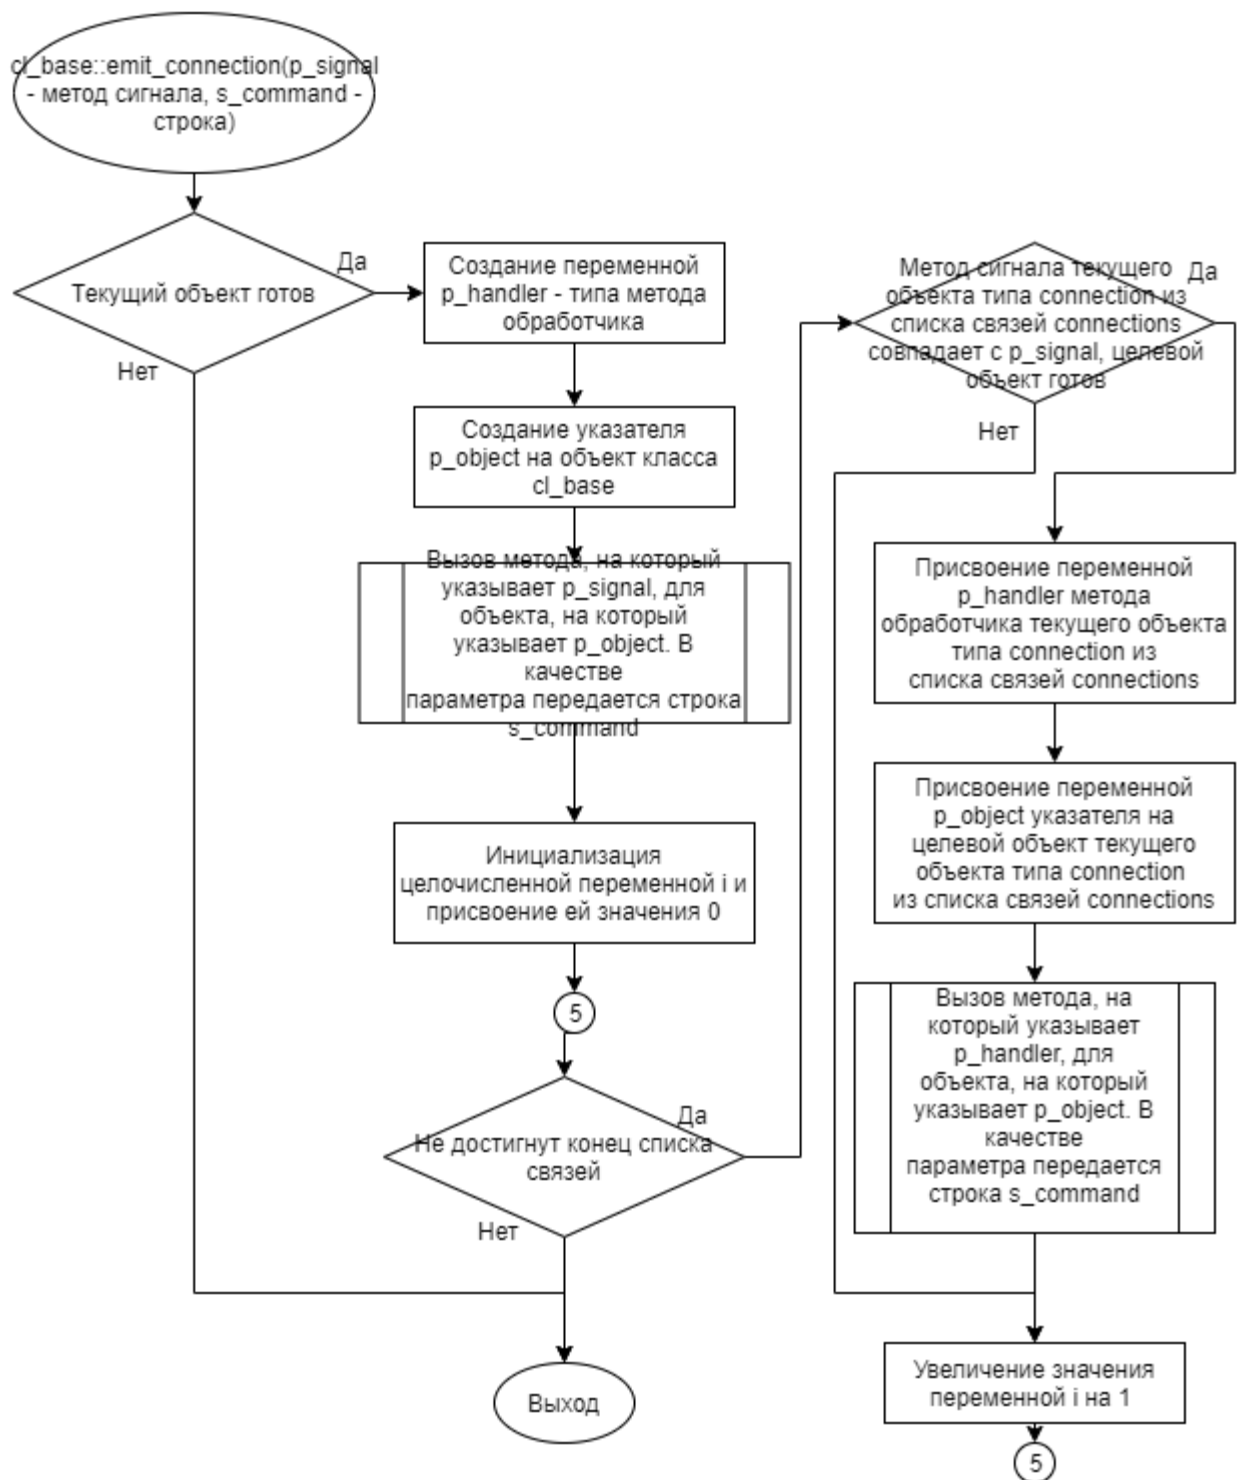 cl_base::emit_connection(p_signal
- метод сигнала, s_command -
строка)
Текущий объект готов
Да
Нет
Создание переменной
p_handler - типа метода
обработчика
Создание указателя
p_object на объект класса
cl_base
Вызов метода, на который
указывает p_signal, для
объекта, на который
указывает p_object. В
качестве
параметра передается строка
s_command
Инициализация
целочисленной переменной i и
присвоение ей значения 0
5
Не достигнут конец списка
связей
Да
Нет
Выход
Метод сигнала текущего
объекта типа connection из
списка связей connections
совпадает с p_signal, целевой
объект готов
Да
Нет
Присвоение переменной
p_handler метода
обработчика текущего объекта
типа connection из
списка связей connections
Присвоение переменной
p_object указателя на
целевой объект текущего
объекта типа connection
из списка связей connections
Вызов метода, на
который указывает
p_handler, для
объекта, на который
указывает p_object. В
качестве
параметра передается
строка s_command
Увеличение значения
переменной i на 1
5